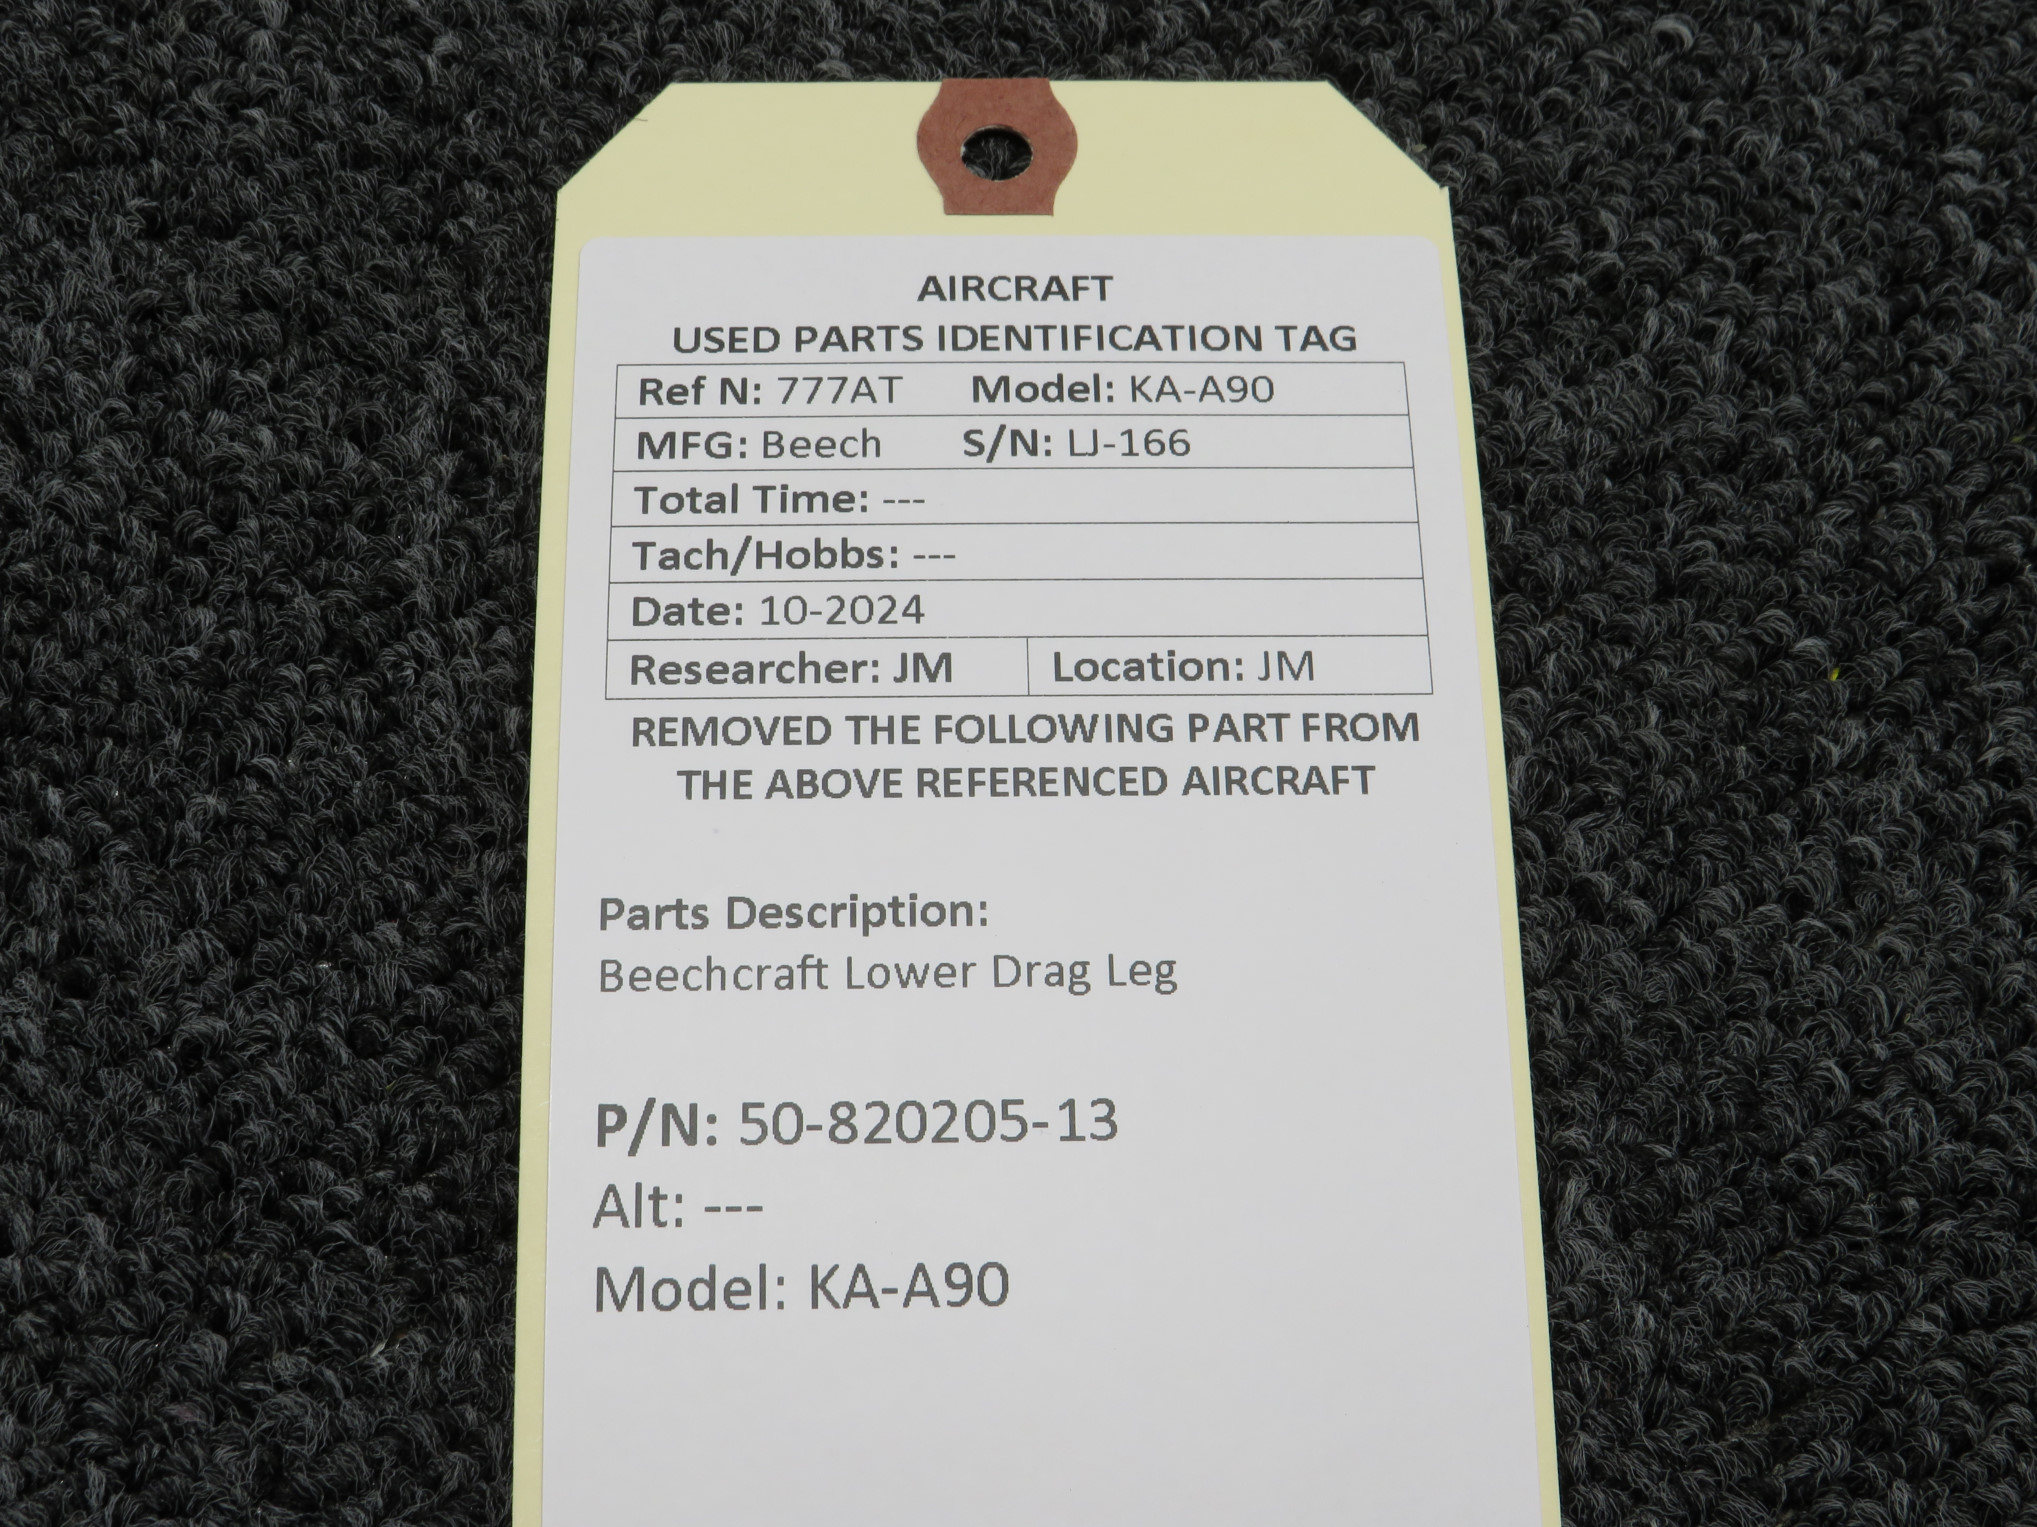 AIRCRAFT
USED PARTS IDENTIFICATION TAG
Ref N: 777AT Model: KA-A90
MFG: Beech S/N: LJ-166
Total Time: ---
Tach/Hobbs: ---
Date: 10-2024
Researcher: JM Location: JM
REMOVED THE FOLLOWING PART FROM
THE ABOVE REFERENCED AIRCRAFT
Parts Description:
Beechcraft Lower Drag Leg
P/N: 50-820205-13
Alt: ---
Model: KA-A90